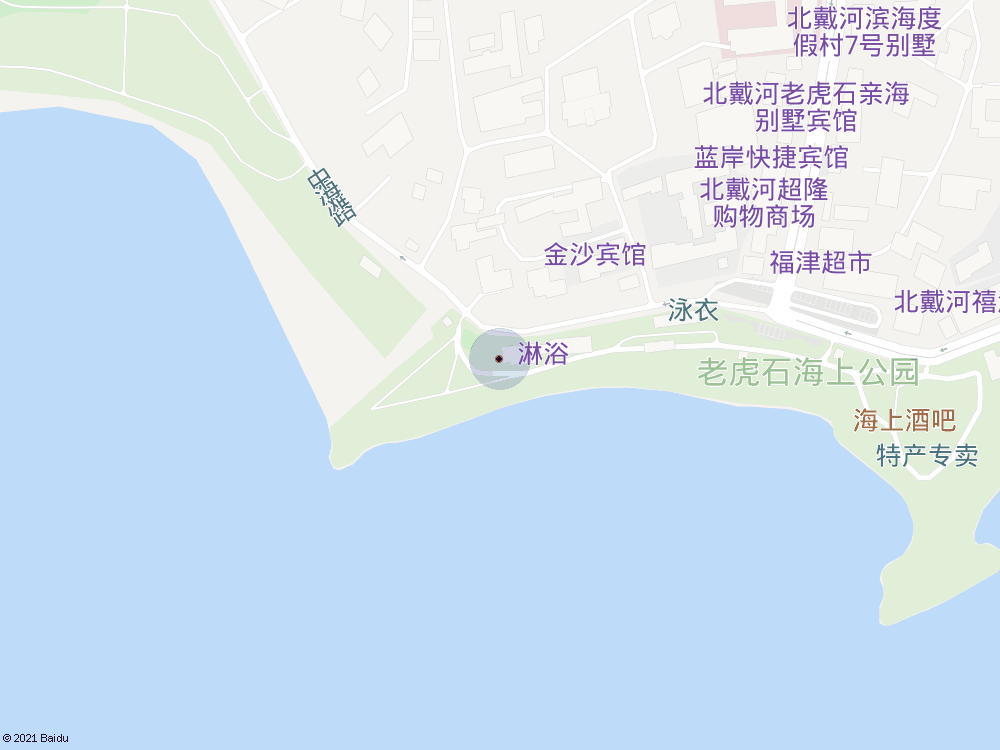 北戴河滨海度
假村7号别墅
北戴河老虎石亲海
别墅宾馆
蓝岸快捷宾馆
北戴河超隆
购物商场
中海滩路
金沙宾馆
福津超市
北戴河禧
泳衣
淋浴
老虎石海上公园
海上酒吧
特产专卖
© 2021 Baidu